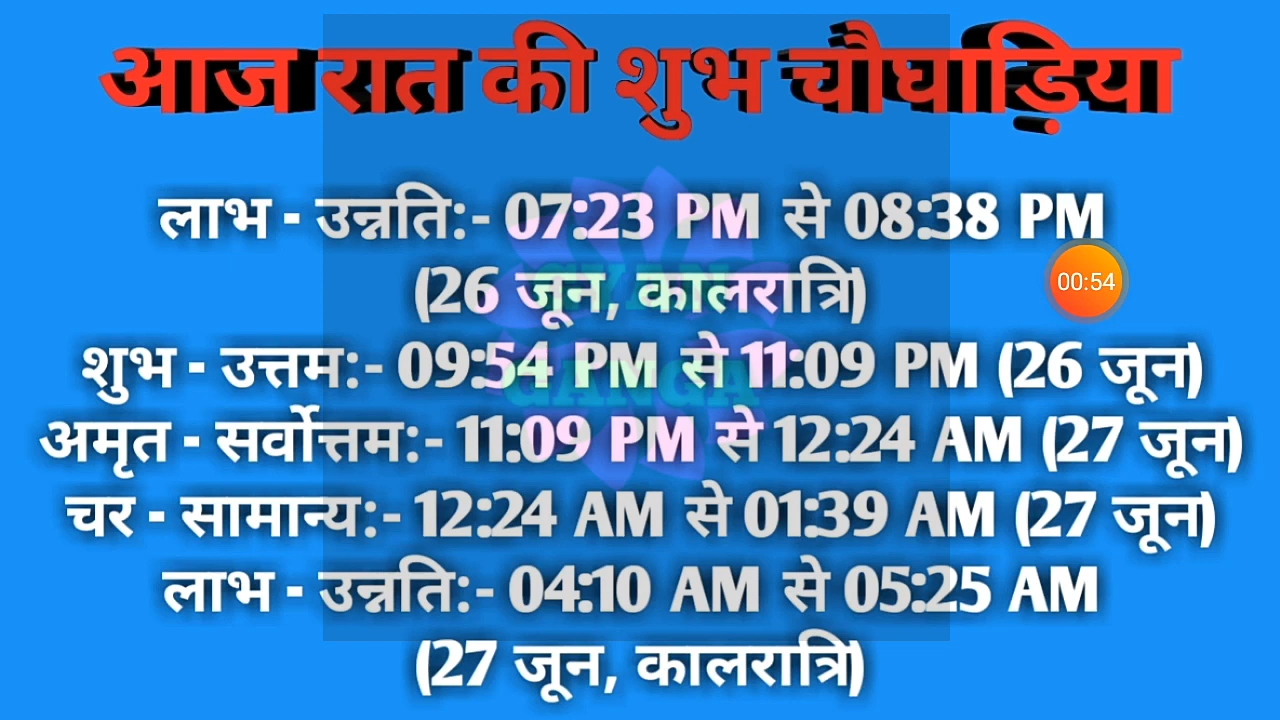 आज रात की शुभ चौघाड़िया
लाभ - उन्नति:- 07:23 PM से 08:38 PM
(26 जून, कालरात्रि)
00:54
शुभ - उत्तम:- 09:54 PM से 11:09 PM (26 जून)
अमृत - सर्वोत्तम:- 11:09 PM से 12:24 AM (27 जून)
चर - सामान्य:- 12:24 AM से 01:39 AM (27 जून)
लाभ - उन्नति:- 04:10 AM से 05:25 AM
(27 जून, कालरात्रि)
GYAN
GANGA